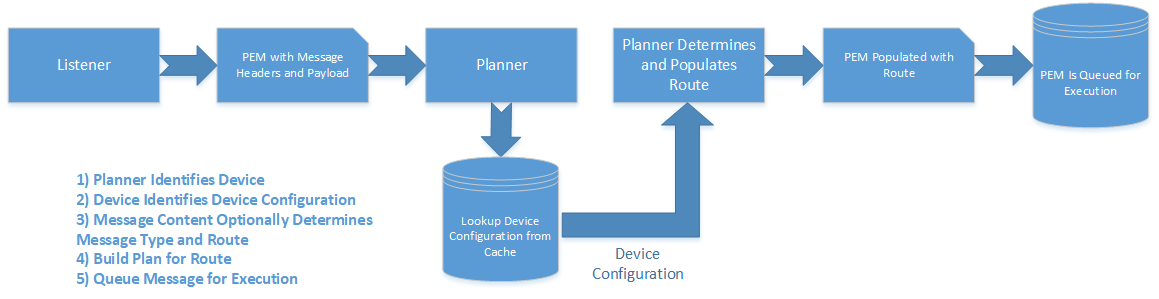 Listener
PEM with Message
Headers and Payload
Planner
Planner Determines
and Populates
Route
PEM Populated with
Route
PEM Is Queued for
Execution
Lookup Device
Configuration from
Cache
Device
Configuration
1) Planner Identifies Device
2) Device Identifies Device Configuration
3) Message Content Optionally Determines
Message Type and Route
4) Build Plan for Route
5) Queue Message for Execution